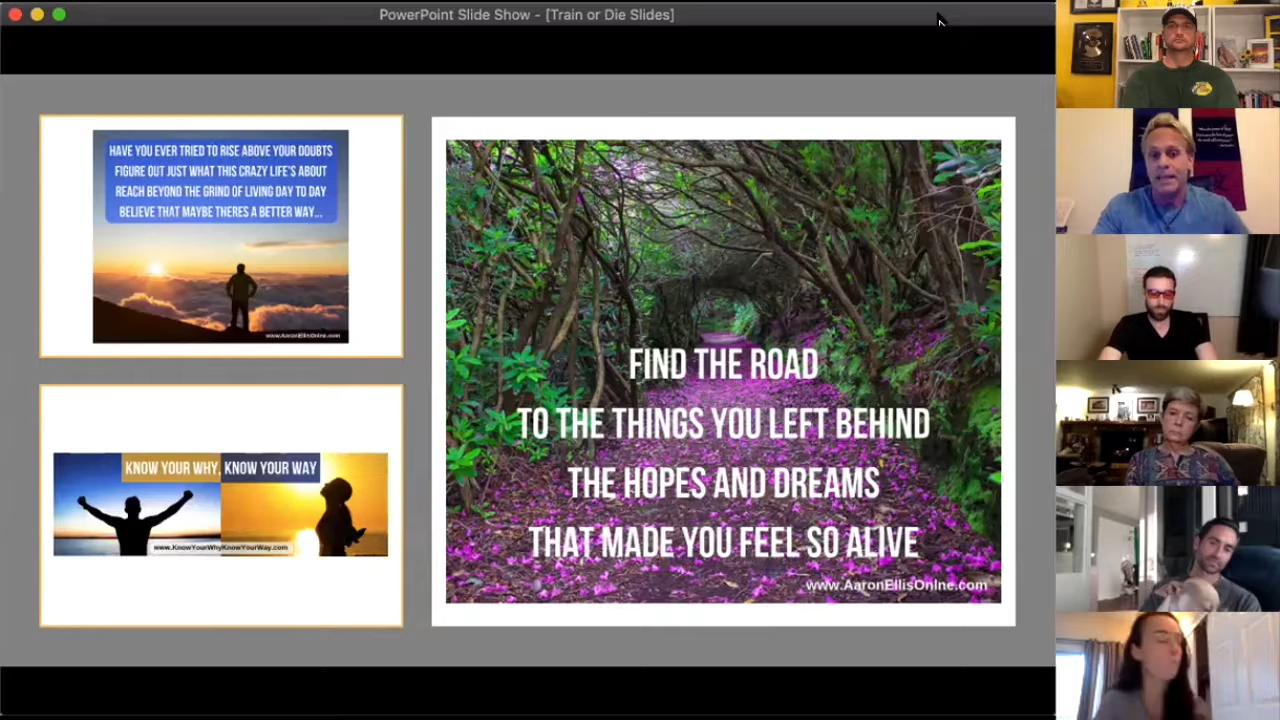 PowerPoint Slide Show - [Train or Die Slides]
HAVE YOU EVER TRIED TO RISE ABOVE YOUR DOUBTS
FIGURE OUT JUST WHAT THIS CRAZY LIFE'S ABOUT
REACH BEYOND THE GRIND OF LIVING DAY TO DAY
BELIEVE THAT MAYBE THERES A BETTER WAY...
www.AaronEllisOnlne.com
KNOW YOUR WHY, KNOW YOUR WAY
www.KnowYourWhyKnowYourWay.com
FIND THE ROAD
TO THE THINGS YOU LEFT BEHIND
THE HOPES AND DREAMS
THAT MADE YOU FEEL SO ALIVE
www.AaronEllisOnlne.com